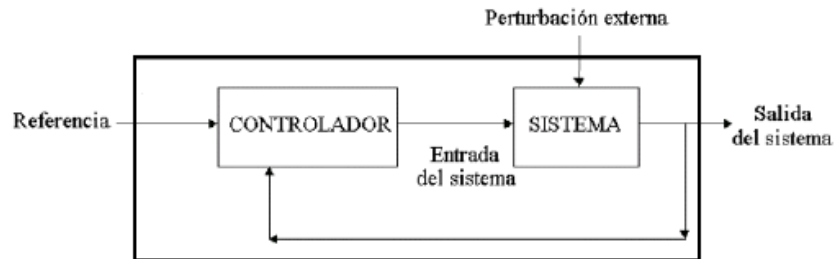 Perturbación externa
Referencia
CONTROLADOR
SISTEMA
Salida
del sistema
Entrada
del sistema